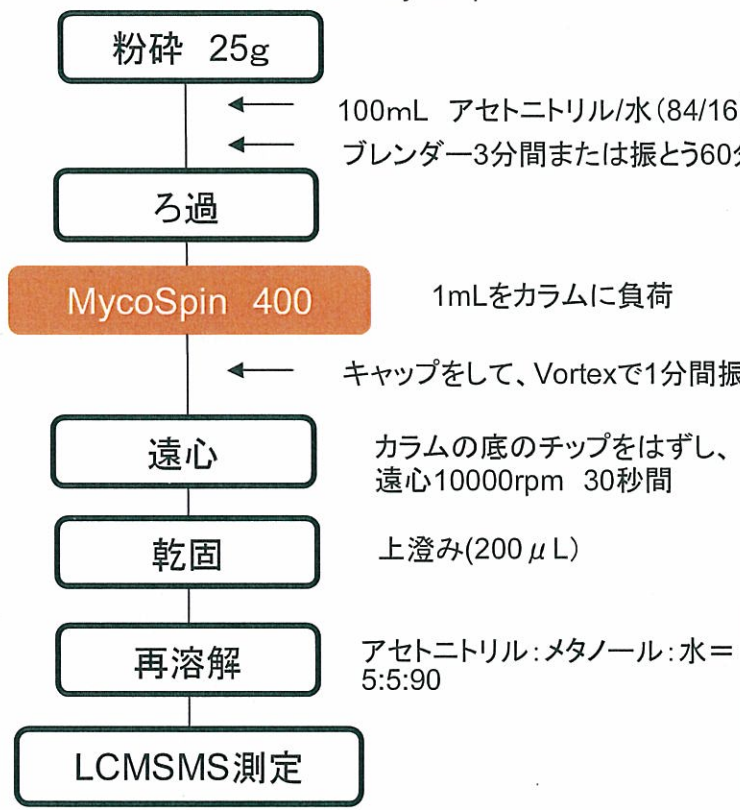 粉砕 25g
100mL アセトニトリル/水(84/16
ブレンダー3分間または振とう60分
ろ過
MycoSpin 400
1mLをカラムに負荷
キャップをして、Vortexで1分間振
遠心
カラムの底のチップをはずし、
遠心10000rpm 30秒間
乾固
上澄み(200μL)
再溶解
アセトニトリル:メタノール:水=
5:5:90
LCMSMS測定